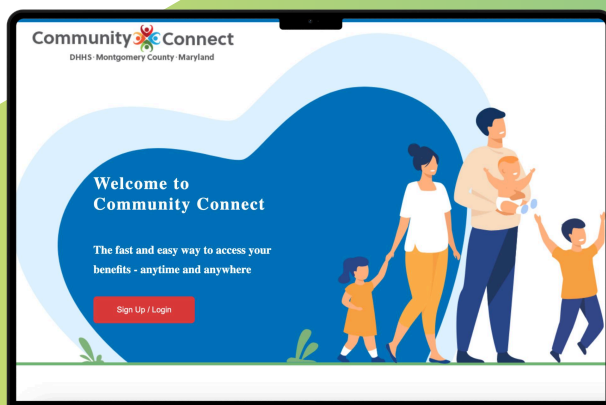 Community Connect
DHHS·Montgomery County·Maryland
Welcome to
Community Connect
The fast and easy way to access your
benefits - anytime and anywhere
Sign Up / Login